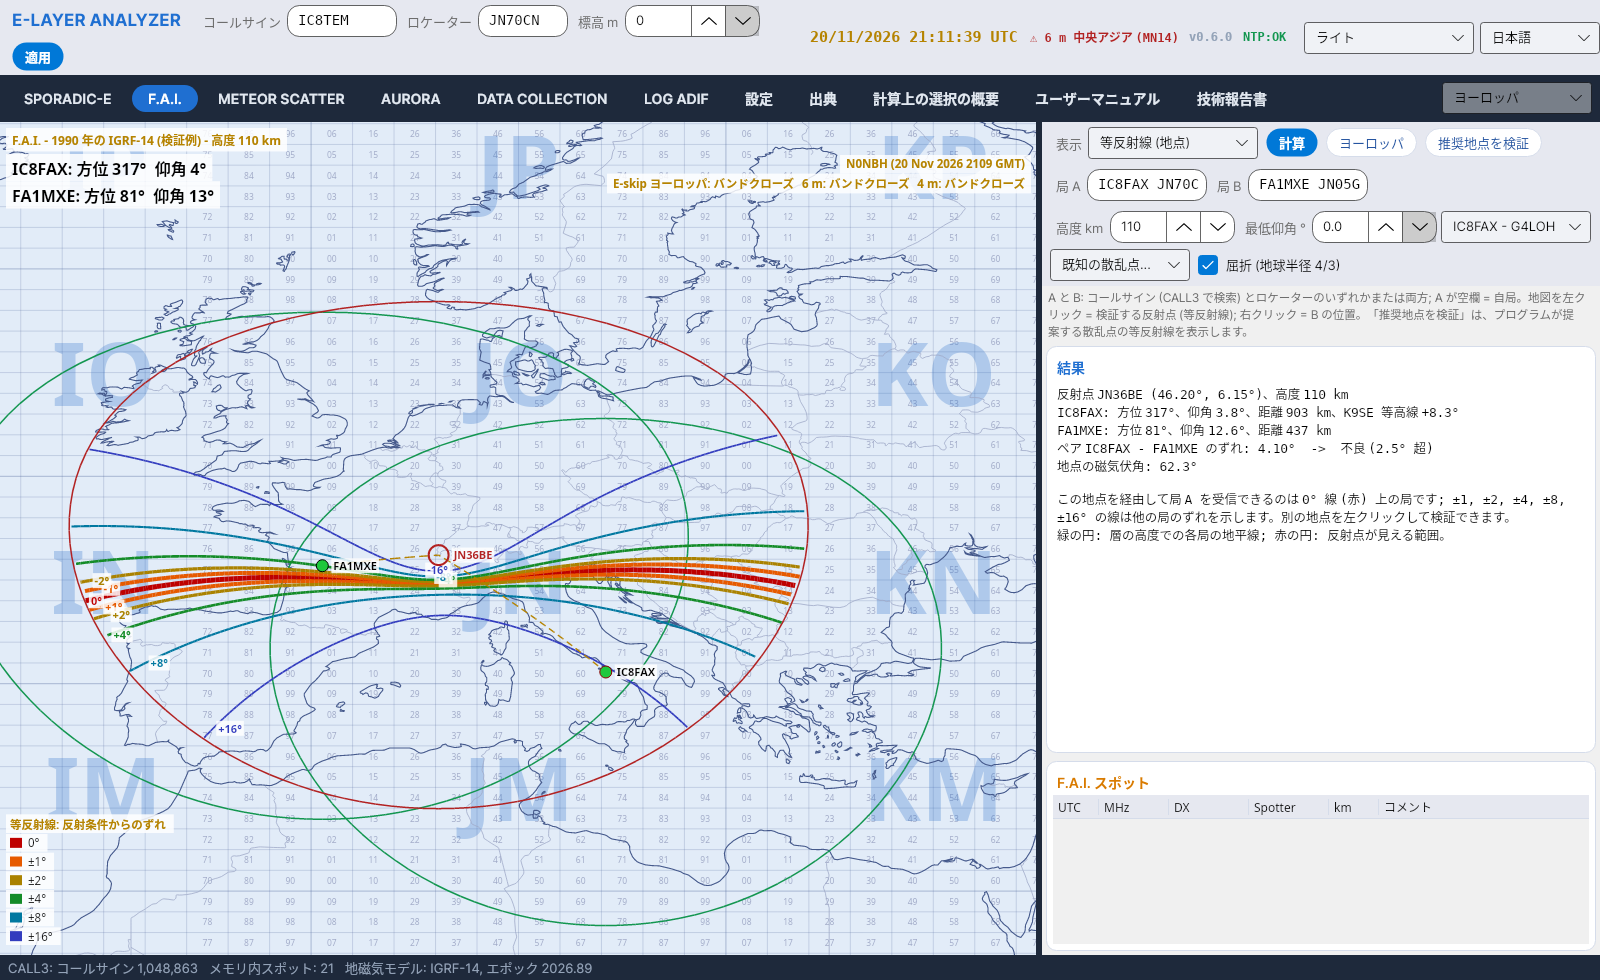 E-LAYER ANALYZER コールサイン IC8TEM ロケーター JN70CN 標高 m 0
適用
20/11/2026 21:11:39 UTC ⚠ 6 m 中央アジア (MN14) v0.6.0 NTP:OK ライト 日本語
SPORADIC-E F.A.I. METEOR SCATTER AURORA DATA COLLECTION LOG ADIF 設定 出典 計算上の選択の概要 ユーザーマニュアル 技術報告書 ヨーロッパ
F.A.I. - 1990 年の IGRF-14 (検証例) - 高度 110 km
IC8FAX: 方位 317° 仰角 4°
FA1MXE: 方位 81° 仰角 13°
N0NBH (20 Nov 2026 2109 GMT)
E-skip ヨーロッパ: バンドクローズ 6 m: バンドクローズ 4 m: バンドクローズ
JP KP
IO JO KO
IN JN KN
IM JM KM
JN36BE
FA1MXE
IC8FAX
-16°
-2°
-1°
0°
+1°
+2°
+4°
+8°
+16°
等反射線: 反射条件からのずれ
0°
±1°
±2°
±4°
±8°
±16°
表示 等反射線 (地点) 計算 ヨーロッパ 推奨地点を検証
局 A IC8FAX JN70C 局 B FA1MXE JN05G
高度 km 110 最低仰角 ° 0.0 IC8FAX - G4LOH
既知の散乱点... 屈折 (地球半径 4/3)
A と B: コールサイン (CALL3 で検索) とロケーターのいずれかまたは両方; A が空欄 = 自局。地図を左ク
リック = 検証する反射点 (等反射線); 右クリック = B の位置。「推奨地点を検証」は、プログラムが提
案する散乱点の等反射線を表示します。
結果
反射点 JN36BE (46.20°, 6.15°)、高度 110 km
IC8FAX: 方位 317°、仰角 3.8°、距離 903 km、K9SE 等高線 +8.3°
FA1MXE: 方位 81°、仰角 12.6°、距離 437 km
ペア IC8FAX - FA1MXE のずれ: 4.10° -> 不良 (2.5° 超)
地点の磁気伏角: 62.3°
この地点を経由して局 A を受信できるのは 0° 線 (赤) 上の局です; ±1, ±2, ±4, ±8,
±16° の線は他の局のずれを示します。別の地点を左クリックして検証できます。
緑の円: 層の高度での各局の地平線; 赤の円: 反射点が見える範囲。
F.A.I. スポット
UTC MHz DX Spotter km コメント
CALL3: コールサイン 1,048,863 メモリ内スポット: 21 地磁気モデル: IGRF-14, エポック 2026.89